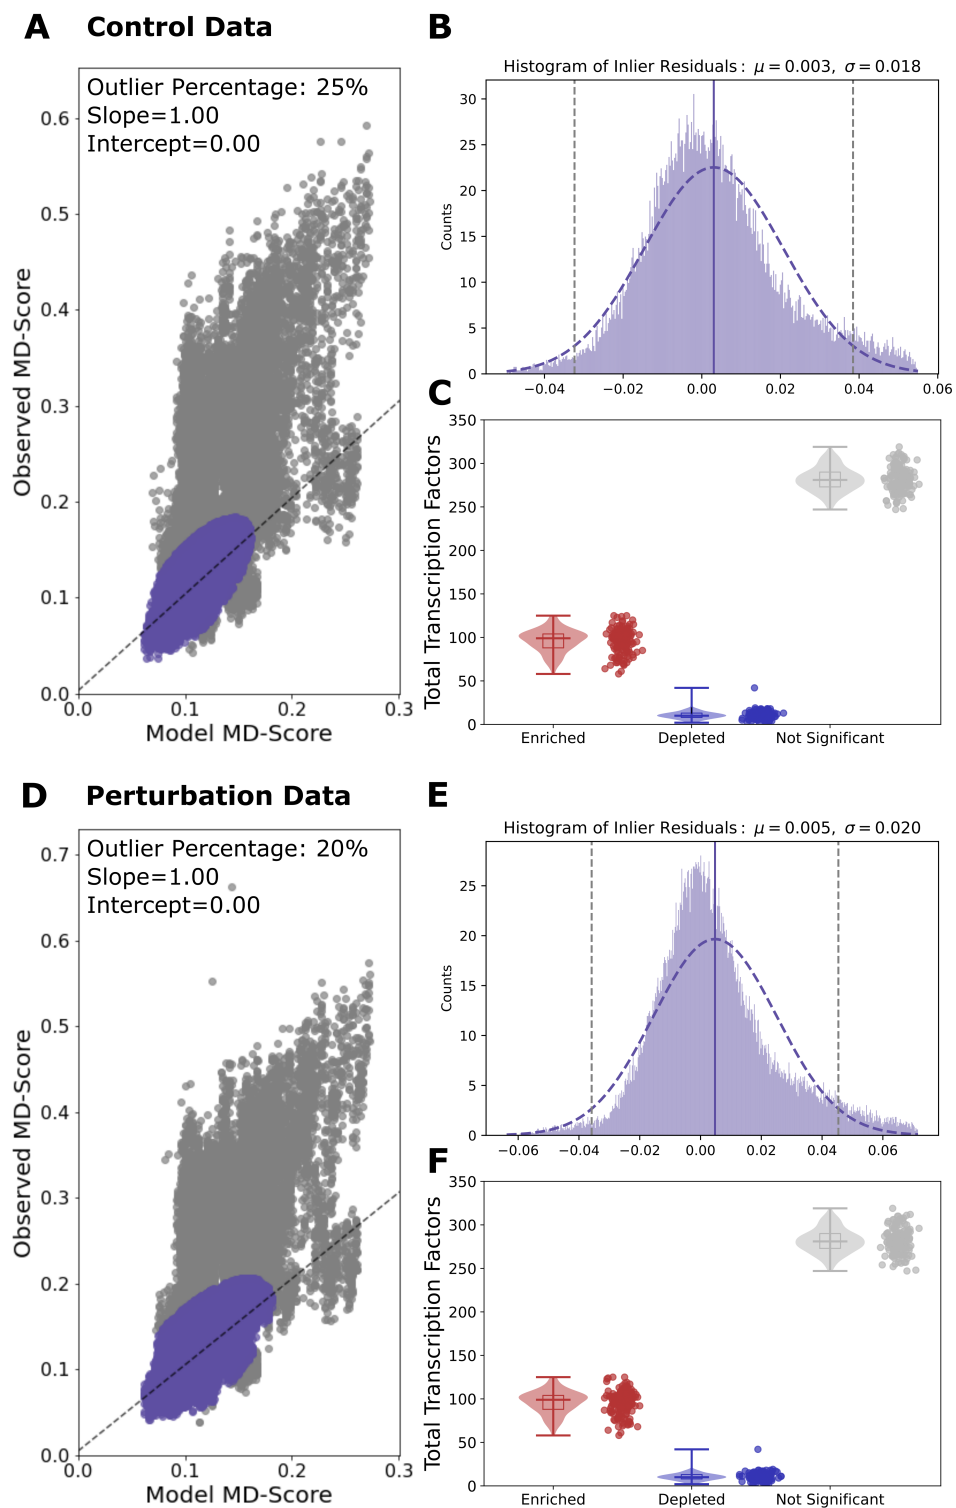 A Control Data
Outlier Percentage: 25%
Slope=1.00
Intercept=0.00
0.6
0.5
0.4
0.3
0.2
0.1
0.0
Observed MD-Score
0.0 0.1 0.2 0.3
Model MD-Score
B
Histogram of Inlier Residuals: μ=0.003, σ=0.018
30
25
20
15
10
5
0
Counts
−0.04 −0.02 0.00 0.02 0.04 0.06
C
350
300
250
200
150
100
50
0
Total Transcription Factors
Enriched Depleted Not Significant
D Perturbation Data
Outlier Percentage: 20%
Slope=1.00
Intercept=0.00
0.7
0.6
0.5
0.4
0.3
0.2
0.1
0.0
Observed MD-Score
0.0 0.1 0.2 0.3
Model MD-Score
E
Histogram of Inlier Residuals: μ=0.005, σ=0.020
25
20
15
10
5
0
Counts
−0.06 −0.04 −0.02 0.00 0.02 0.04 0.06
F
350
300
250
200
150
100
50
0
Total Transcription Factors
Enriched Depleted Not Significant